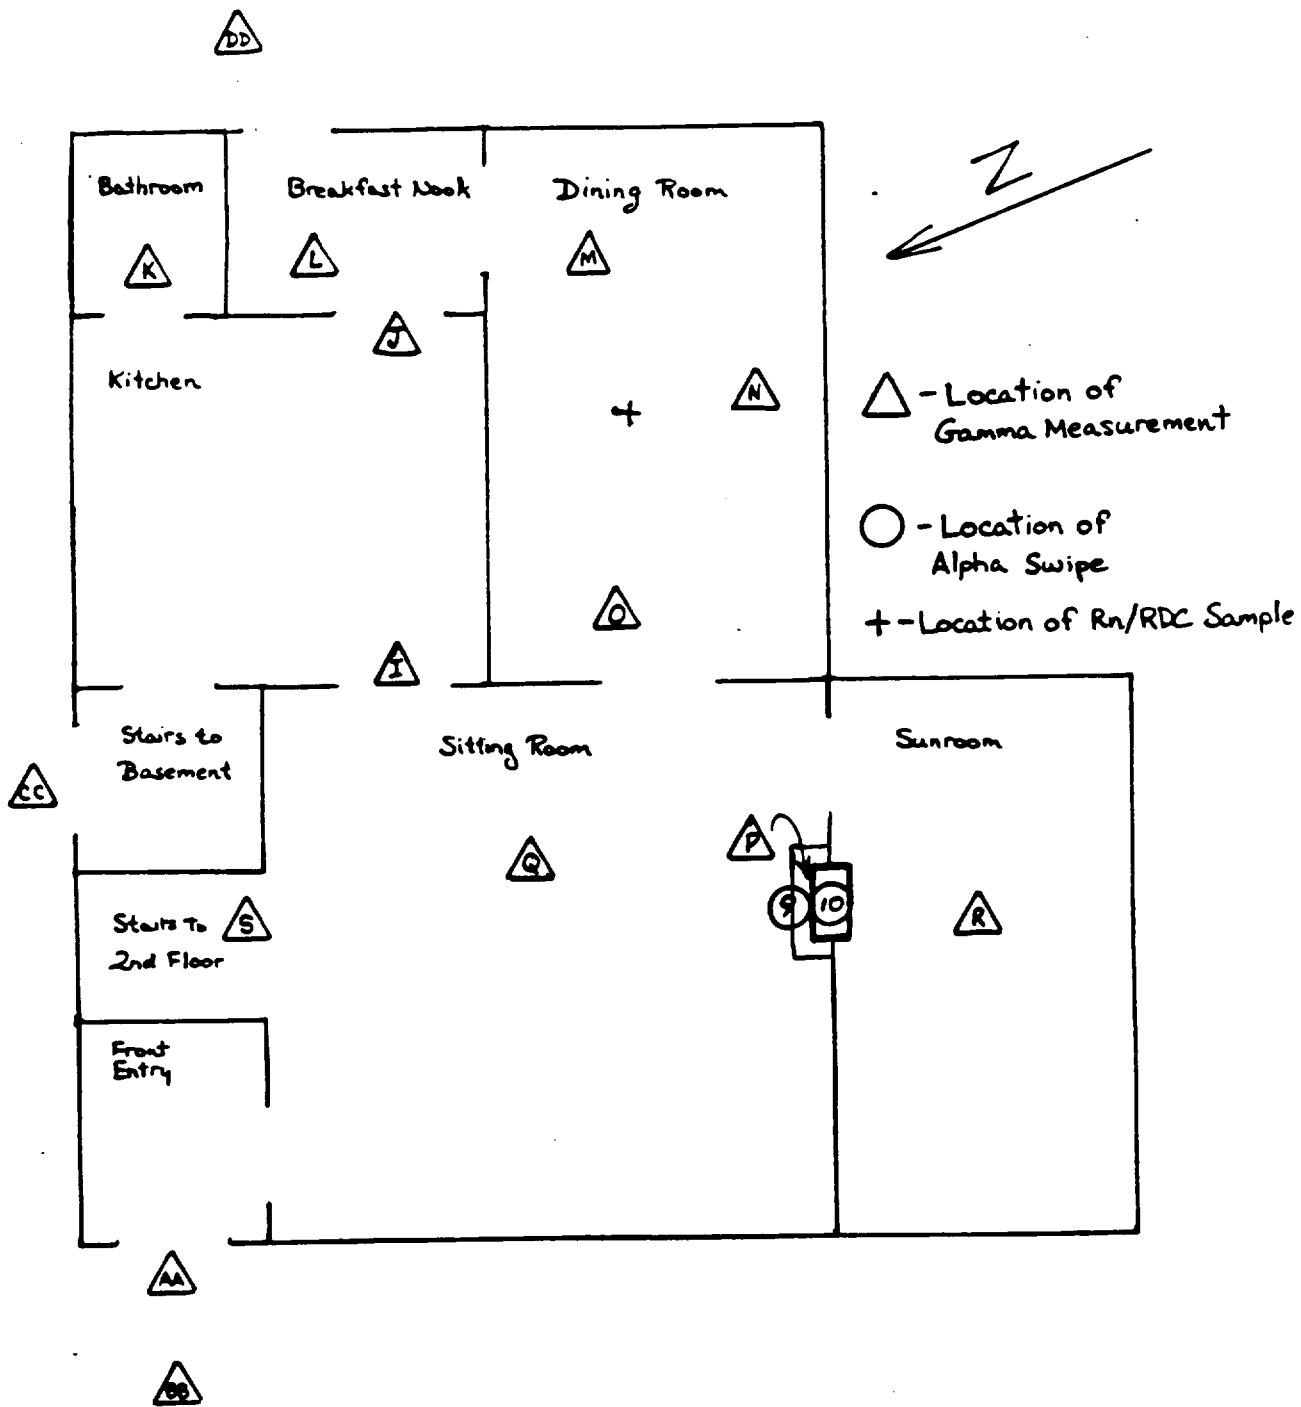 DD
Bathroom
Breakfast Nook
Dining Room
N
K
L
M
J
Kitchen
N
△ - Location of
Gamma Measurement
○ - Location of
Alpha Swipe
+ - Location of Rn/RDC Sample
O
I
Stairs to
Basement
Sitting Room
Sunroom
CC
P
Q
S
Stairs to
2nd Floor
9
10
R
Front
Entry
AA
BB